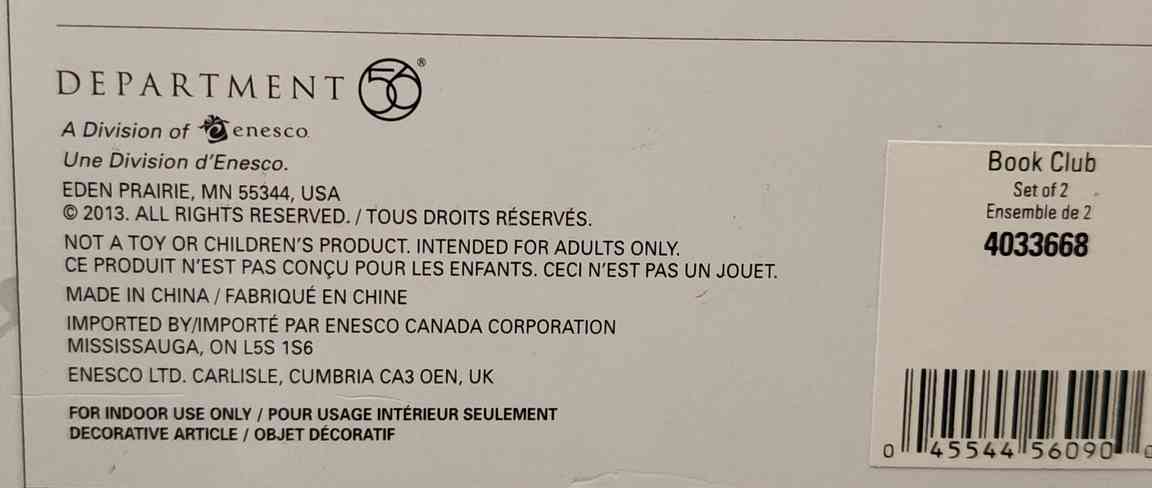 DEPARTMENT 56®
A Division of enesco.
Une Division d'Enesco.
EDEN PRAIRIE, MN 55344, USA
© 2013. ALL RIGHTS RESERVED. / TOUS DROITS RÉSERVÉS.
NOT A TOY OR CHILDREN'S PRODUCT. INTENDED FOR ADULTS ONLY.
CE PRODUIT N'EST PAS CONÇU POUR LES ENFANTS. CECI N'EST PAS UN JOUET.
MADE IN CHINA / FABRIQUÉ EN CHINE
IMPORTED BY/IMPORTÉ PAR ENESCO CANADA CORPORATION
MISSISSAUGA, ON L5S 1S6
ENESCO LTD. CARLISLE, CUMBRIA CA3 OEN, UK
FOR INDOOR USE ONLY / POUR USAGE INTÉRIEUR SEULEMENT
DECORATIVE ARTICLE / OBJET DÉCORATIF
Book Club
Set of 2
Ensemble de 2
4033668
0 45544 56090